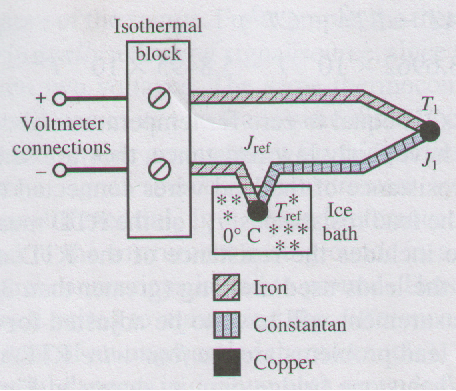 Isothermal
block
+
Voltmeter
connections
−
T1
Jref
J1
Tref
Ice
bath
0° C
Iron
Constantan
Copper